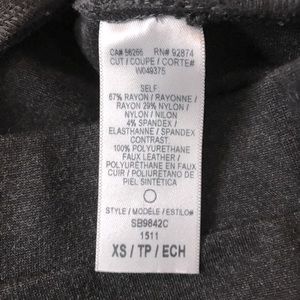 CA# 56266 RN# 92874
CUT / COUPE / CORTE#
W049375
SELF:
67% RAYON / RAYONNE /
RAYON 29% NYLON /
NYLON / NILON
4% SPANDEX /
ELASTHANNE / SPANDEX
CONTRAST:
100% POLYURETHANE
FAUX LEATHER /
POLYURETHANE EN FAUX
CUIR / POLIURETANO DE
PIEL SINTÉTICA
STYLE / MODÈLE / ESTILO#
SB9842C
1511
XS / TP / ECH